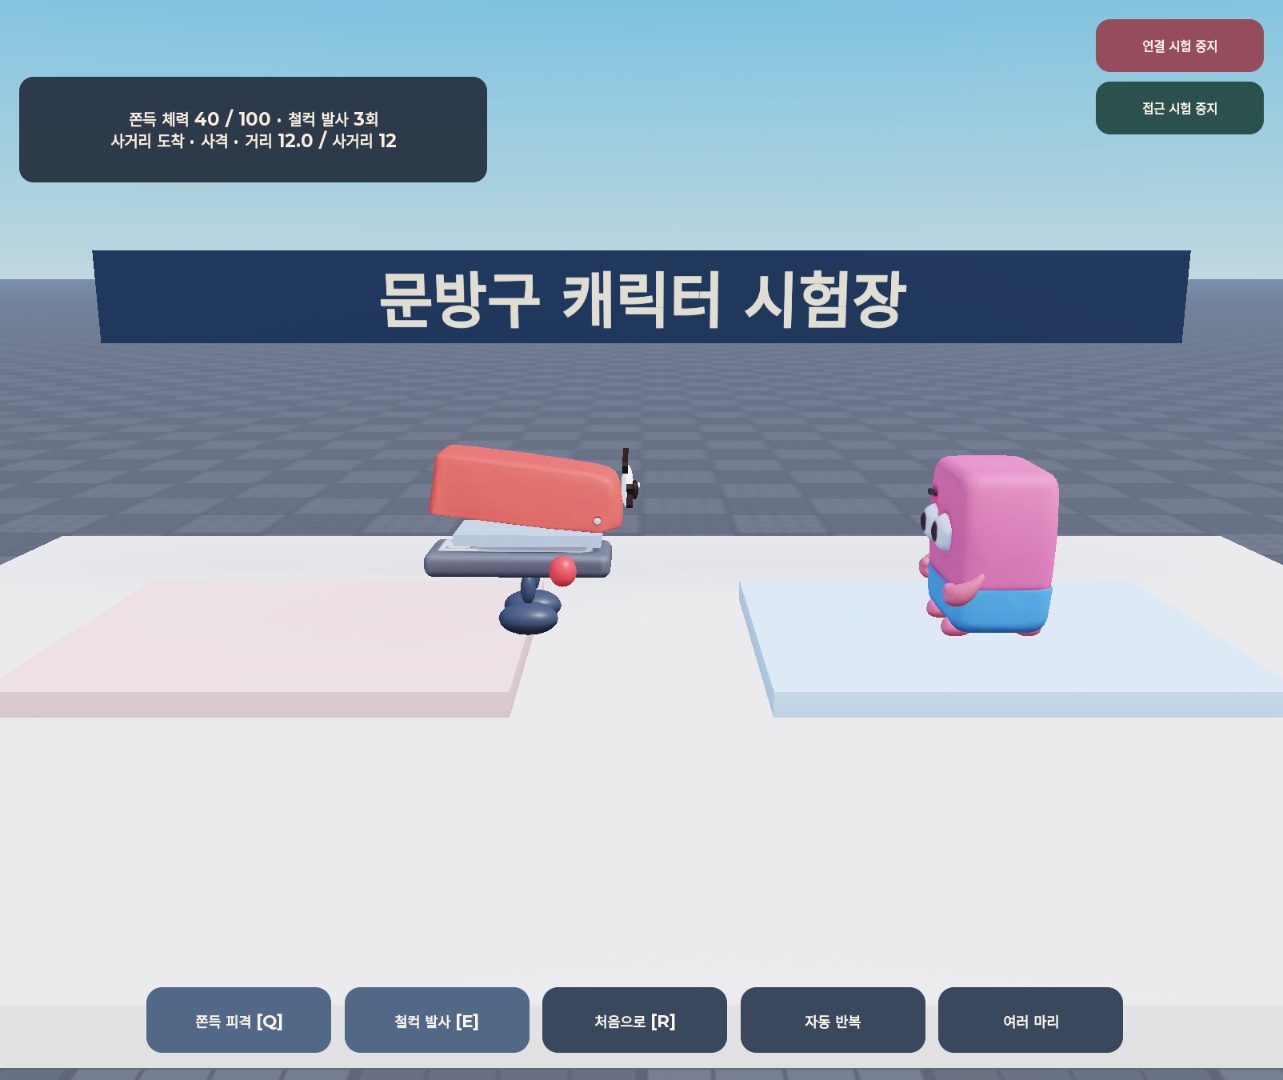 연결 시험 중지
접근 시험 중지
쫀득 체력 40 / 100 · 철컥 발사 3회
사거리 도착 · 사격 · 거리 12.0 / 사거리 12
문방구 캐릭터 시험장
쫀득 피격 [Q]
철컥 발사 [E]
처음으로 [R]
자동 반복
여러 마리